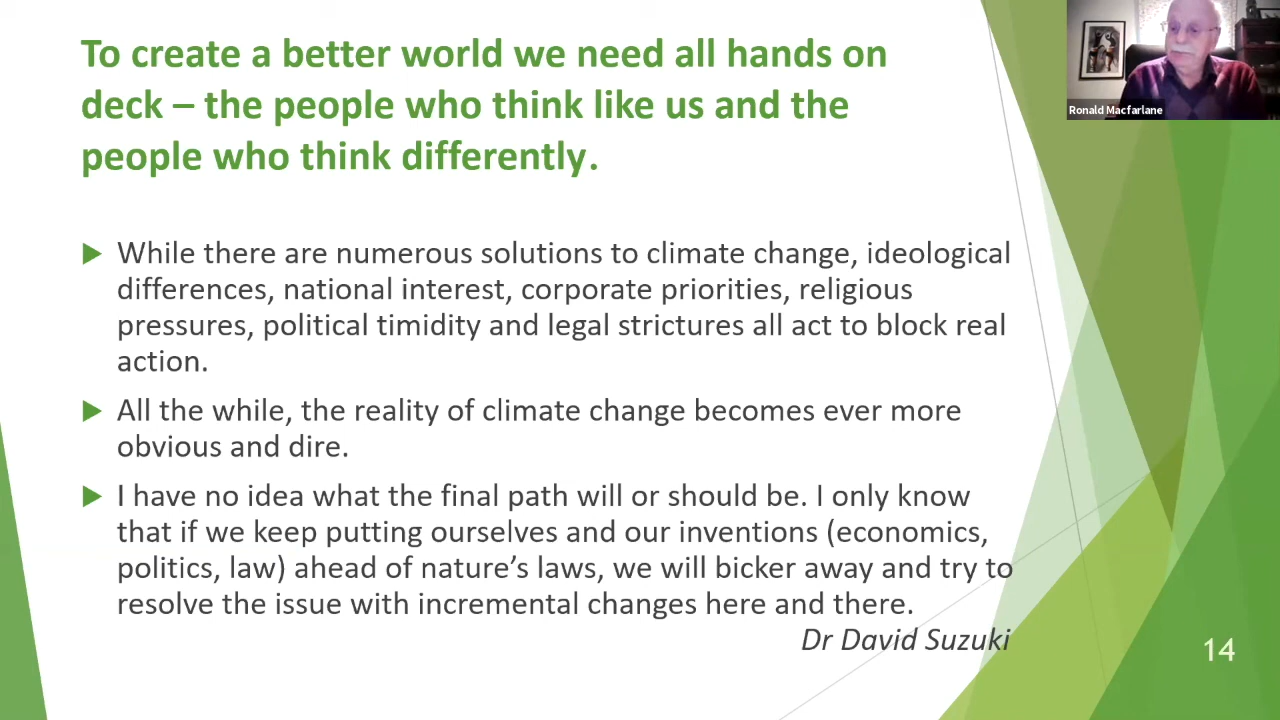 To create a better world we need all hands on
deck – the people who think like us and the
people who think differently.
Ronald Macfarlane
While there are numerous solutions to climate change, ideological
differences, national interest, corporate priorities, religious
pressures, political timidity and legal strictures all act to block real
action.
All the while, the reality of climate change becomes ever more
obvious and dire.
I have no idea what the final path will or should be. I only know
that if we keep putting ourselves and our inventions (economics,
politics, law) ahead of nature’s laws, we will bicker away and try to
resolve the issue with incremental changes here and there.
Dr David Suzuki
14